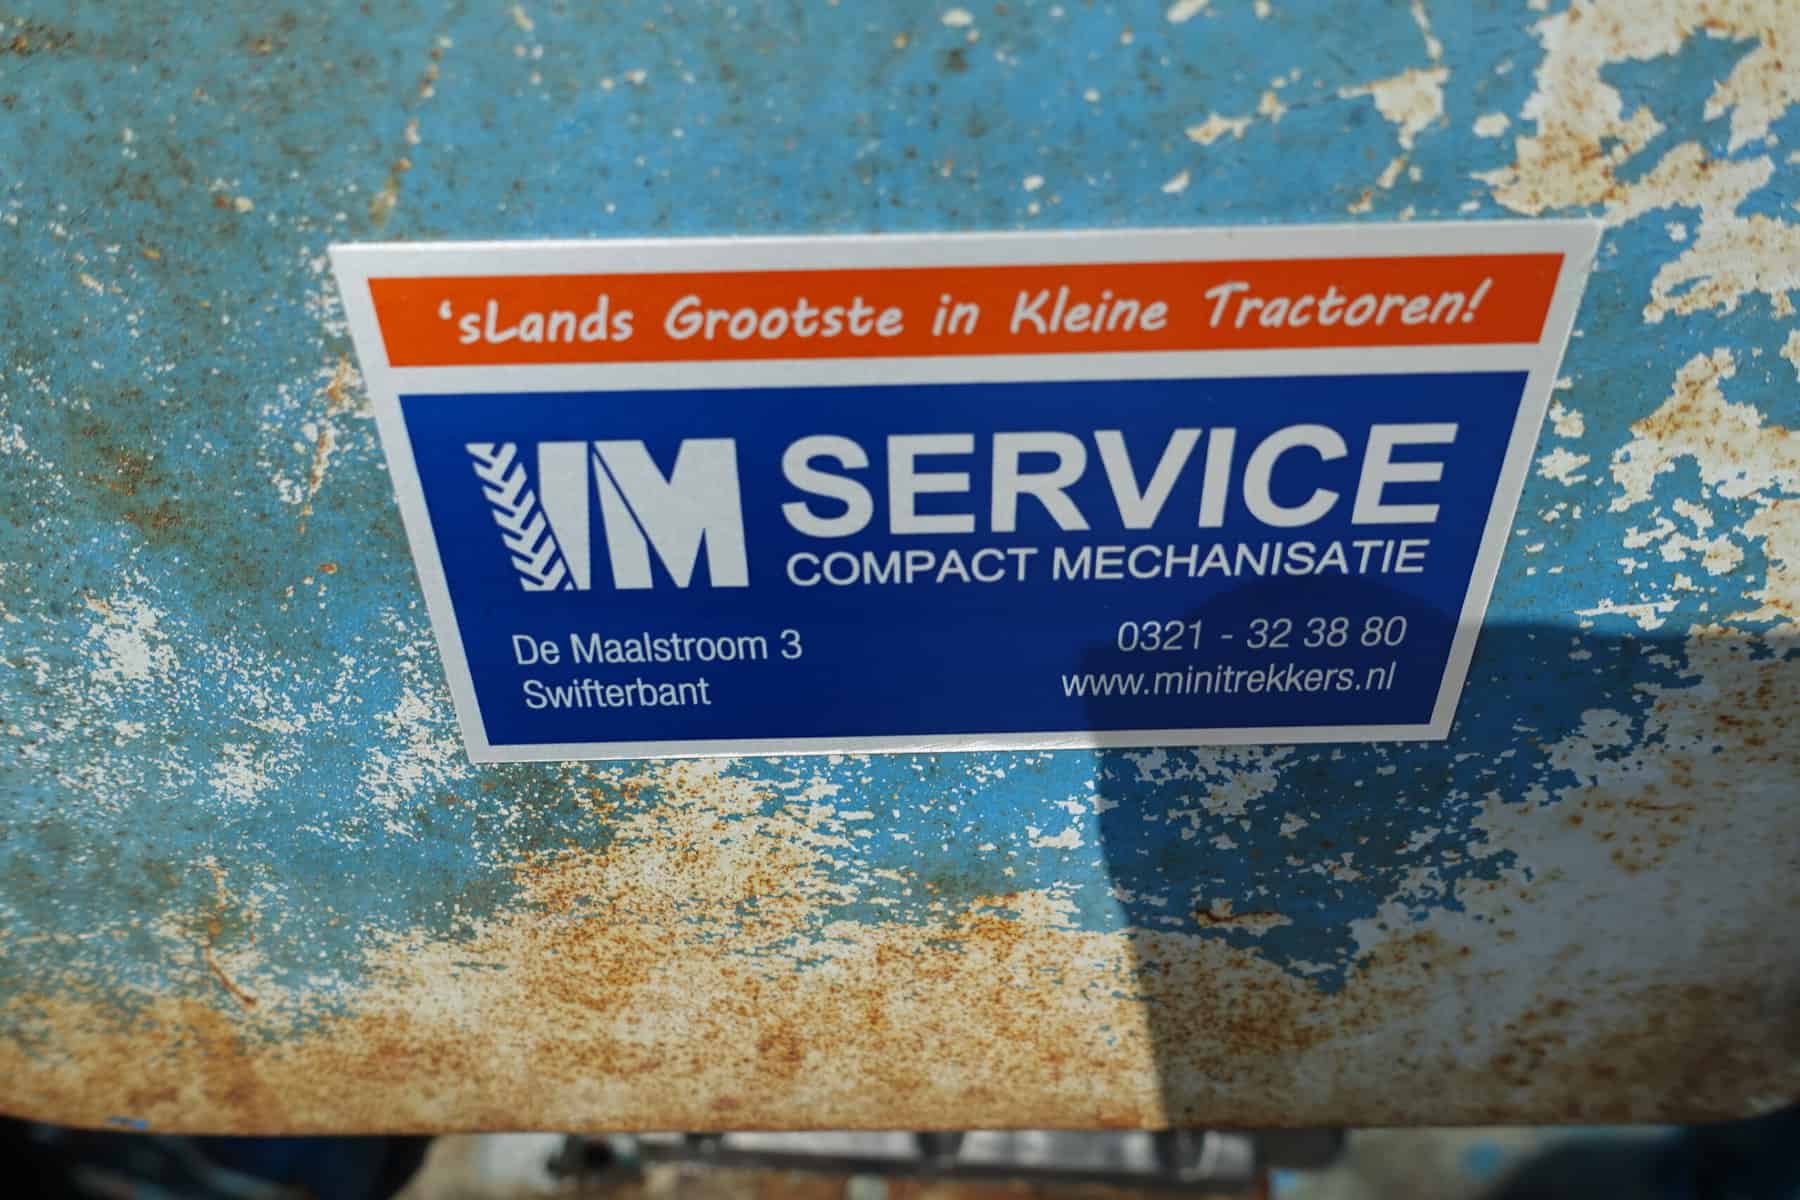 ‘sLands Grootste in Kleine Tractoren!
IM SERVICE
COMPACT MECHANISATIE
De Maalstroom 3
Swifterbant
0321 - 32 38 80
www.minitrekkers.nl